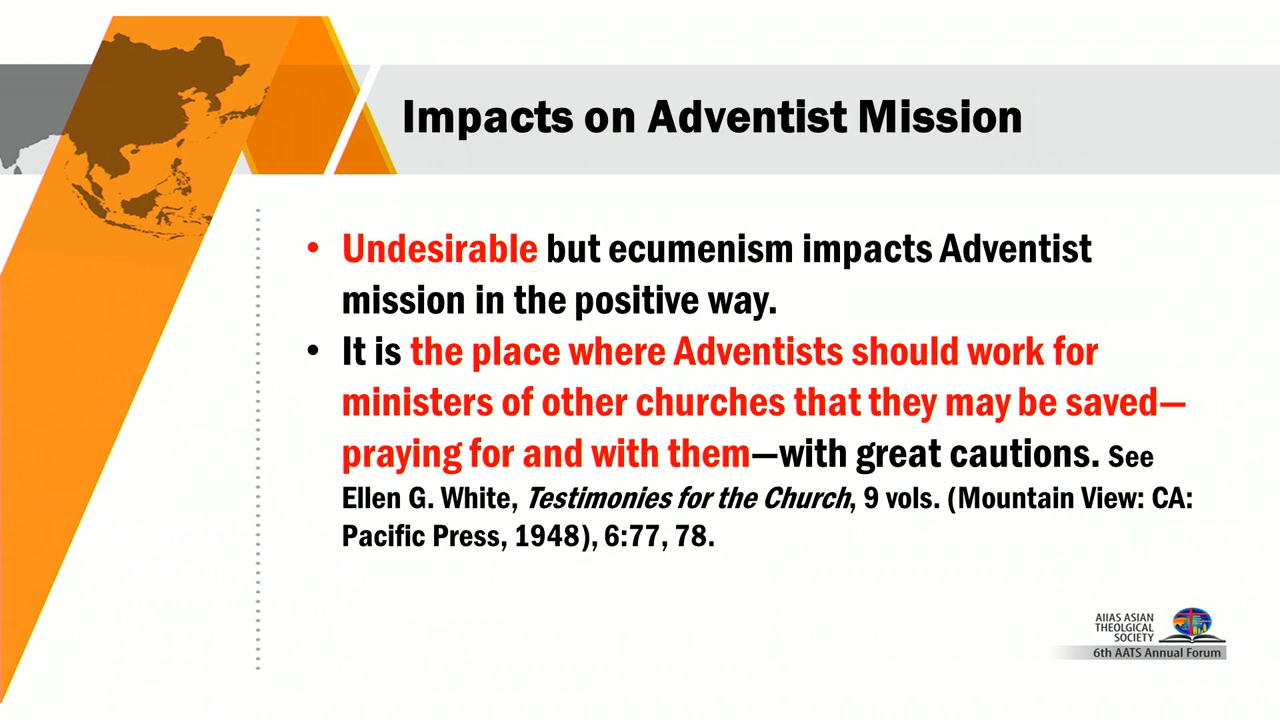 Impacts on Adventist Mission
• Undesirable but ecumenism impacts Adventist
mission in the positive way.
• It is the place where Adventists should work for
ministers of other churches that they may be saved—
praying for and with them—with great cautions. See
Ellen G. White, Testimonies for the Church, 9 vols. (Mountain View: CA:
Pacific Press, 1948), 6:77, 78.
AIIAS ASIAN
THEOLGICAL
SOCIETY
6th AATS Annual Forum